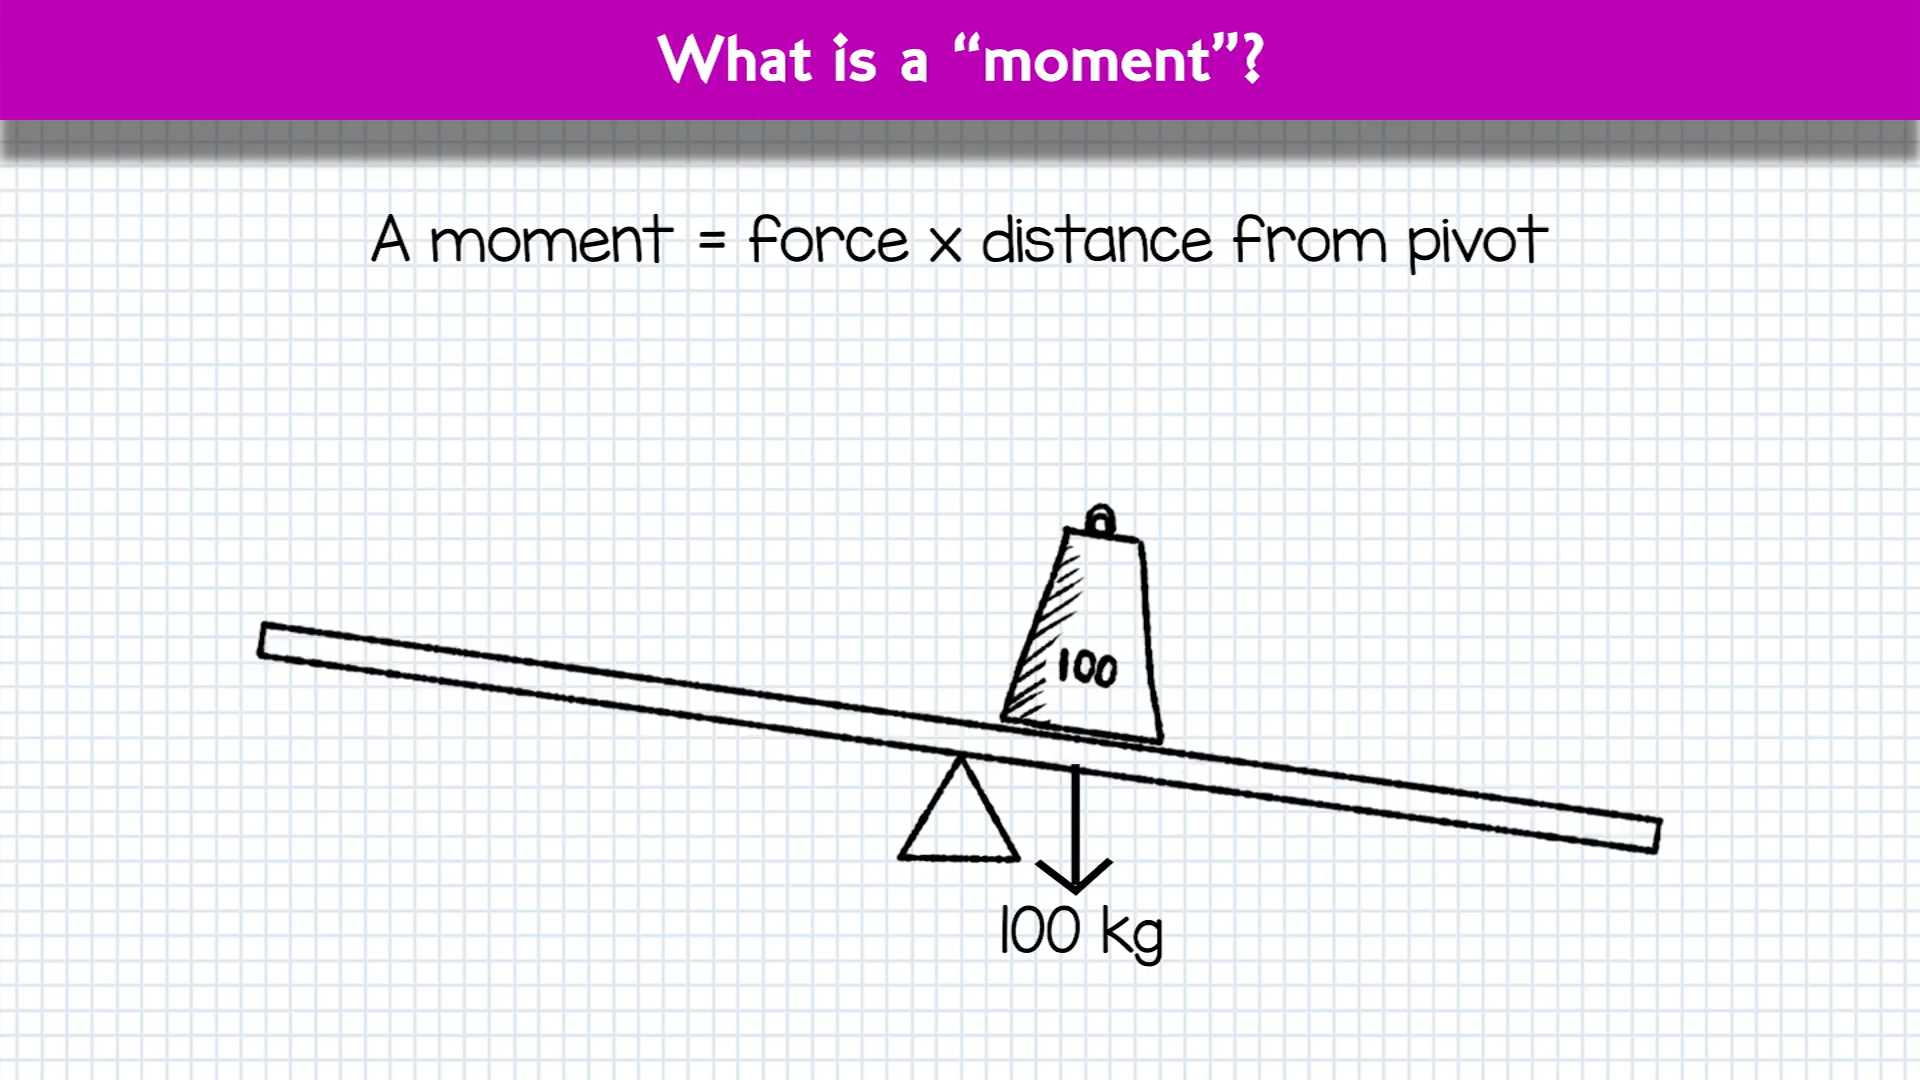 What is a “moment”?
A moment = force x distance from pivot
100
100 kg